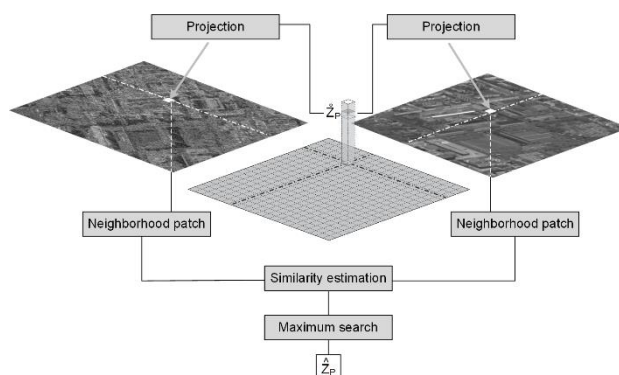 Projection
Projection
Z̊P
Neighborhood patch
Neighborhood patch
Similarity estimation
Maximum search
ẐP